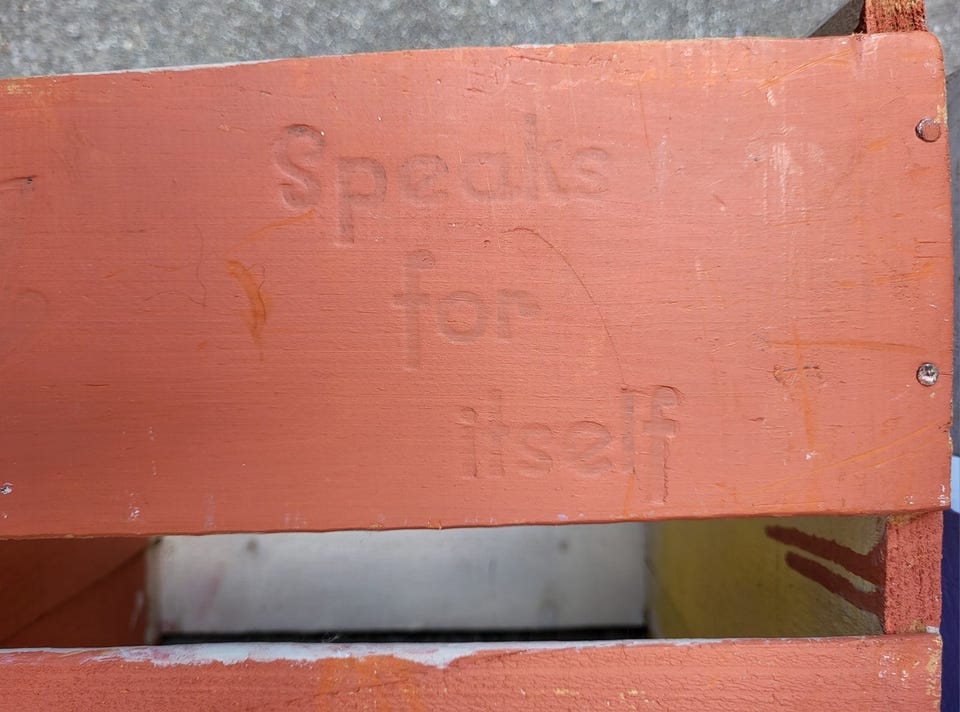 Speaks
for
itself